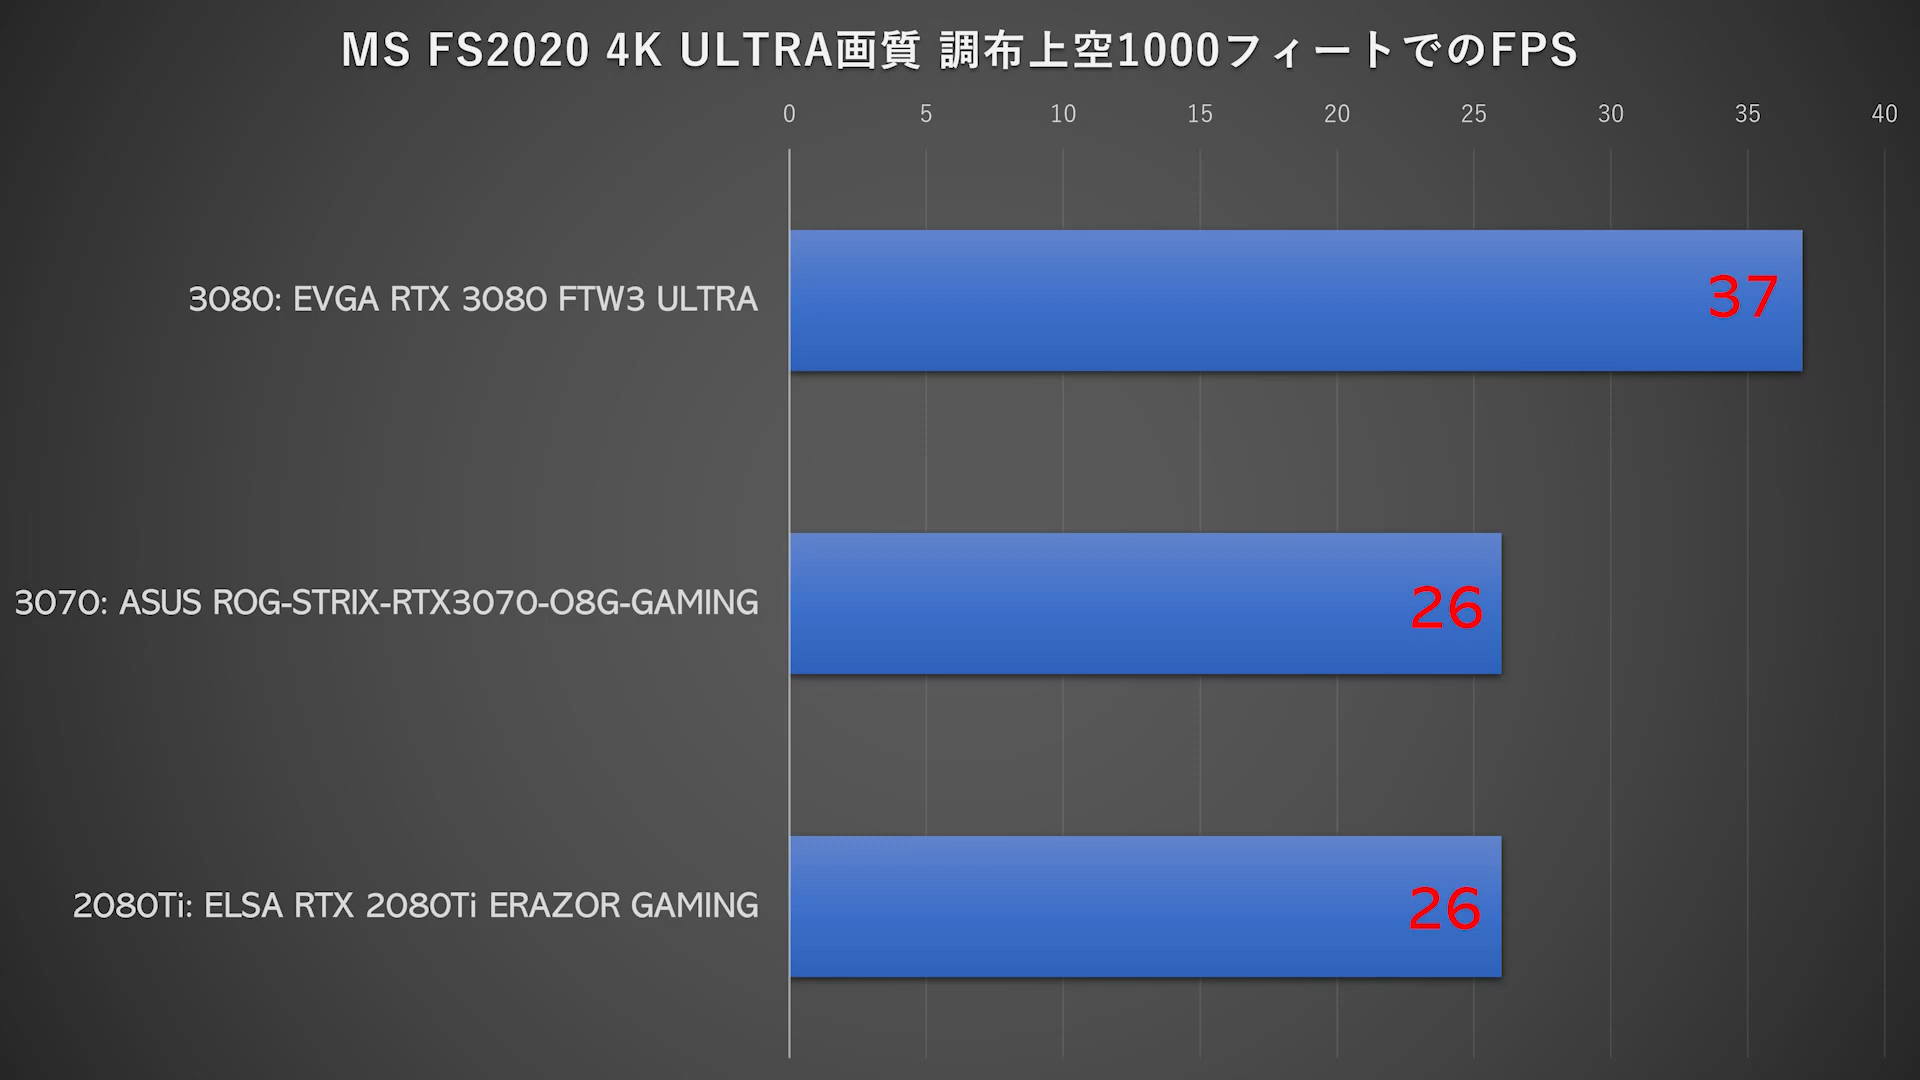 MS FS2020 4K ULTRA画質 調布上空1000フィートでのFPS
0 5 10 15 20 25 30 35 40
3080: EVGA RTX 3080 FTW3 ULTRA 37
3070: ASUS ROG-STRIX-RTX3070-O8G-GAMING 26
2080Ti: ELSA RTX 2080Ti ERAZOR GAMING 26